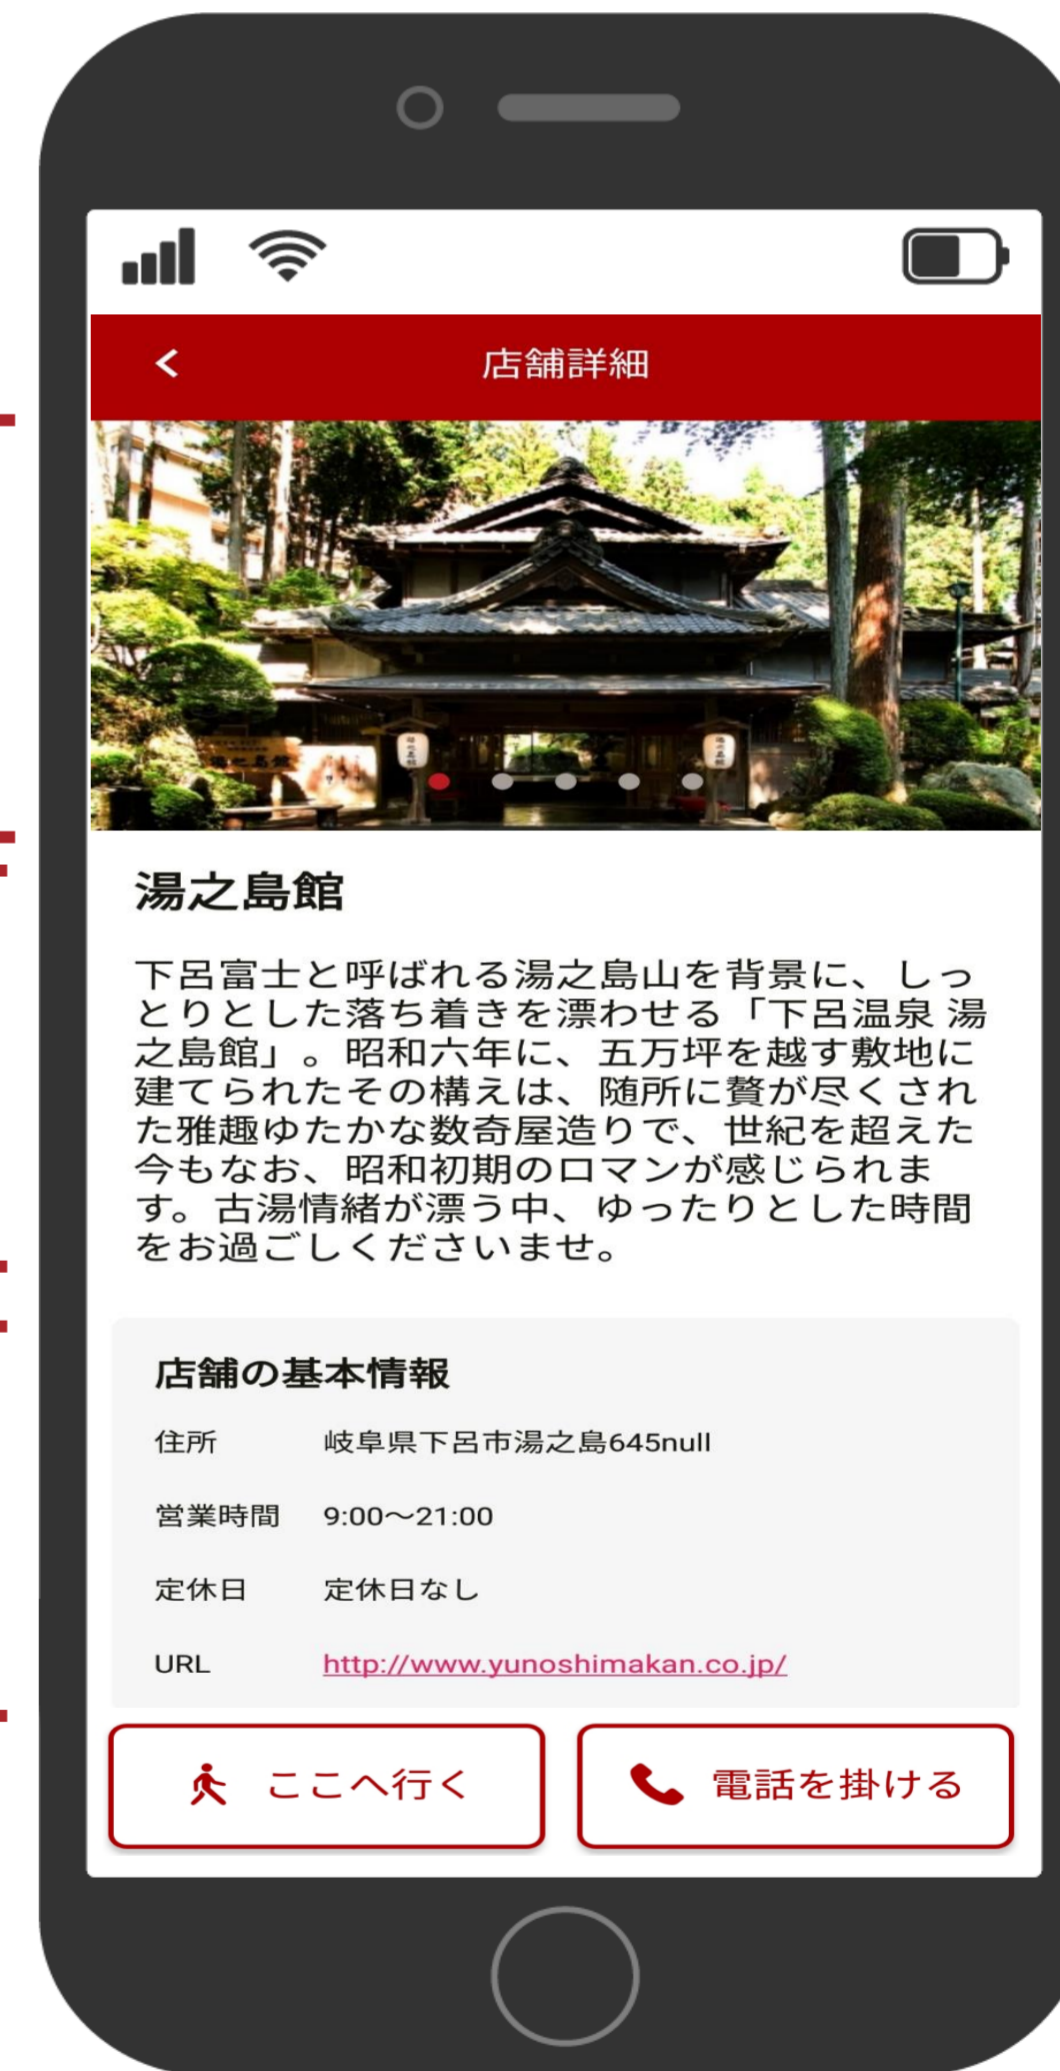 店舗詳細
湯之島館
下呂富士と呼ばれる湯之島山を背景に、しっ
とりとした落ち着きを漂わせる「下呂温泉 湯
之島館」。昭和六年に、五万坪を越す敷地に
建てられたその構えは、随所に贅が尽くされ
た雅趣ゆたかな数奇屋造りで、世紀を超えた
今もなお、昭和初期のロマンが感じられま
す。古湯情緒が漂う中、ゆったりとした時間
をお過ごしくださいませ。
店舗の基本情報
住所 岐阜県下呂市湯之島645null
営業時間 9:00〜21:00
定休日 定休日なし
URL http://www.yunoshimakan.co.jp/
ここへ行く 電話を掛ける